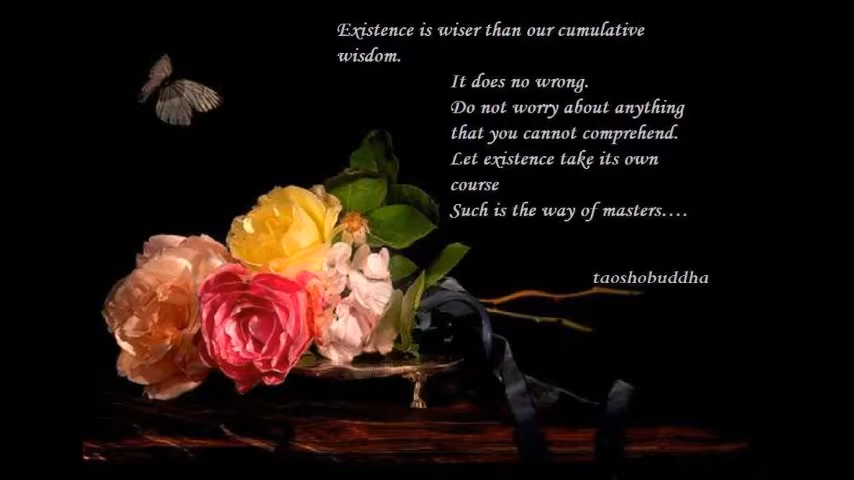 Existence is wiser than our cumulative
wisdom.
It does no wrong.
Do not worry about anything
that you cannot comprehend.
Let existence take its own
course
Such is the way of masters....
taoshobuddha